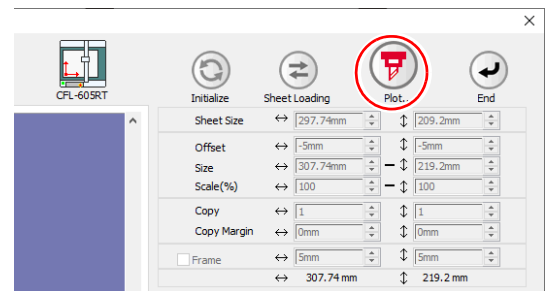 CFL-605RT
Initialize Sheet Loading Plot.. End
Sheet Size 297.74mm 209.2mm
Offset -5mm -5mm
Size 307.74mm 219.2mm
Scale(%) 100 100
Copy 1 1
Copy Margin 0mm 0mm
Frame 5mm 5mm
307.74 mm 219.2 mm